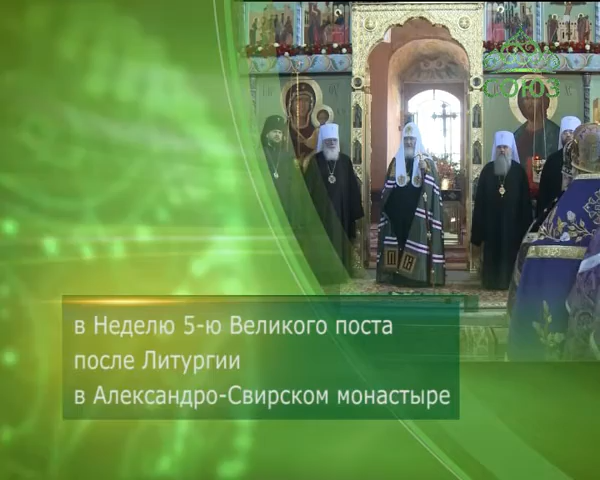 СОЮЗ
в Неделю 5-ю Великого поста
после Литургии
в Александро-Свирском монастыре